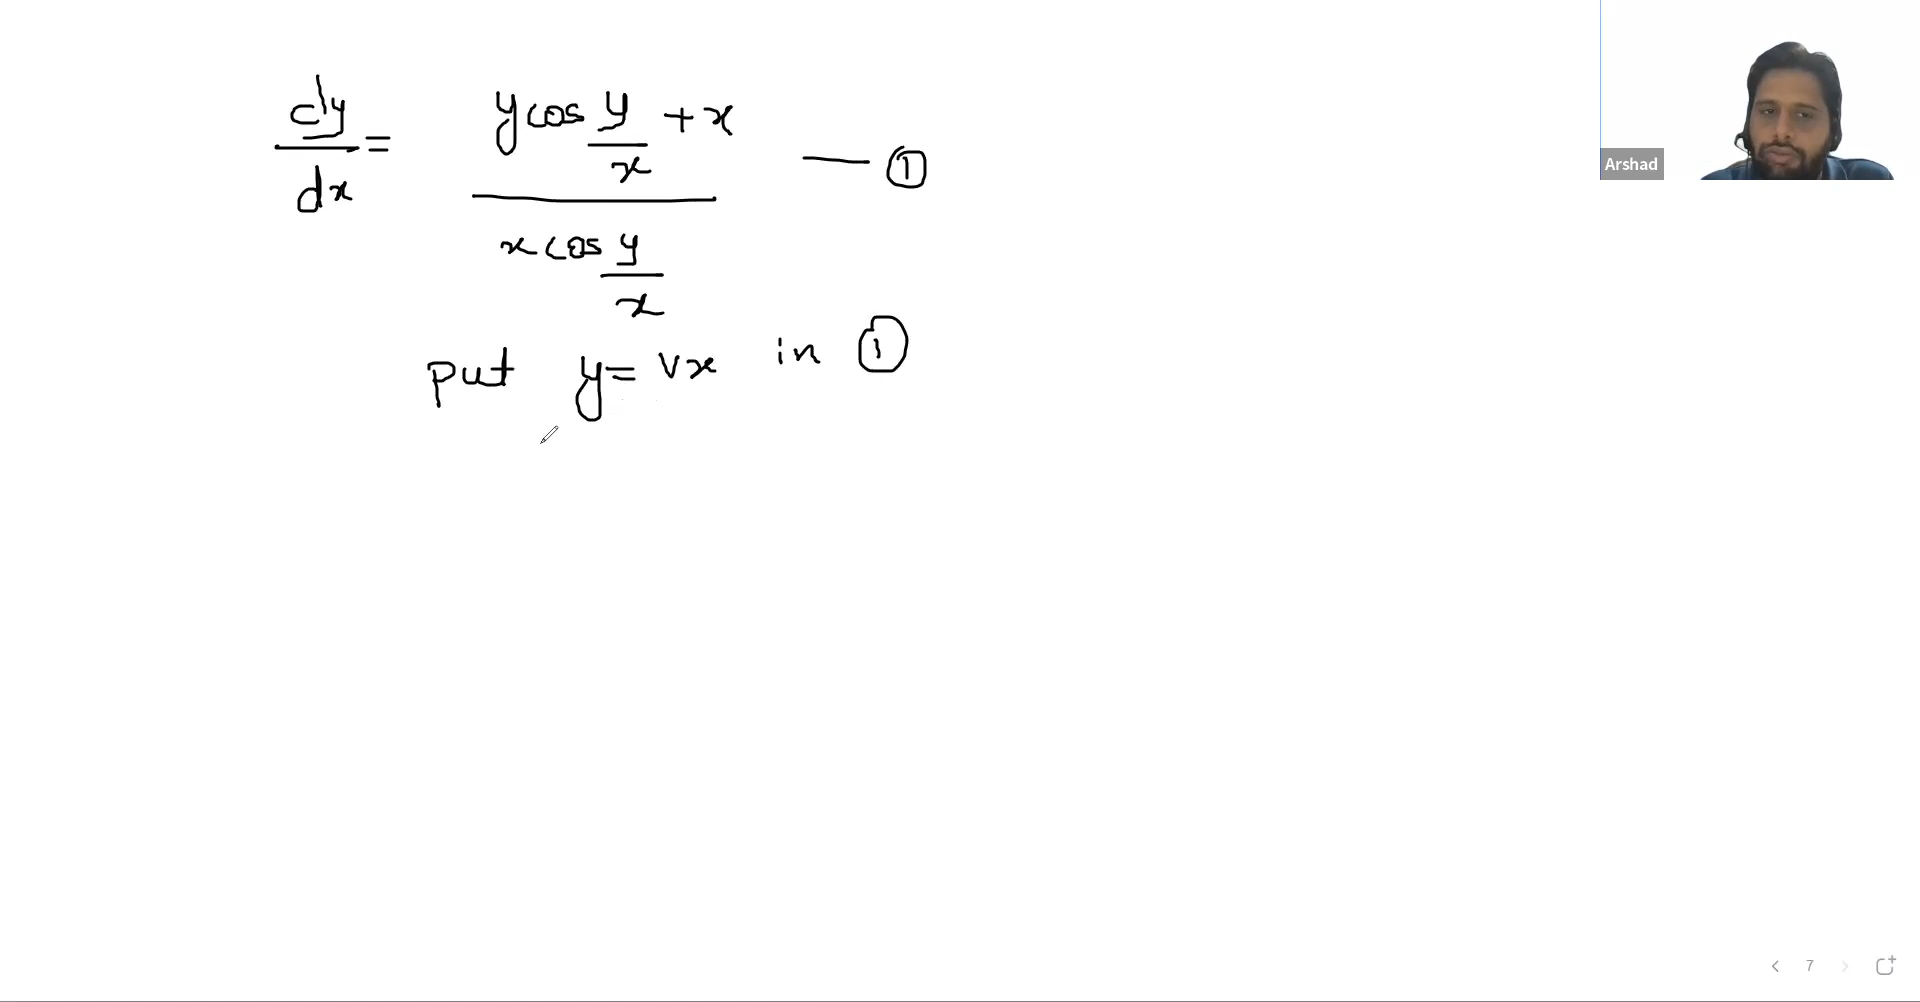 dy/dx = (y cos y/x + x)/(x cos y/x) — ①
put y = vx in ①
Arshad
7